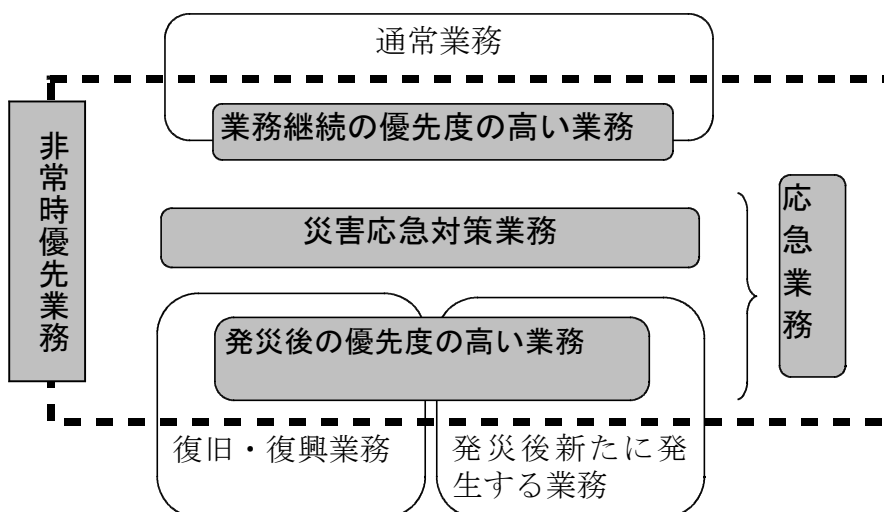 通常業務
業務継続の優先度の高い業務
非常時優先業務
災害応急対策業務
応急業務
発災後の優先度の高い業務
復旧・復興業務
発災後新たに発
生する業務